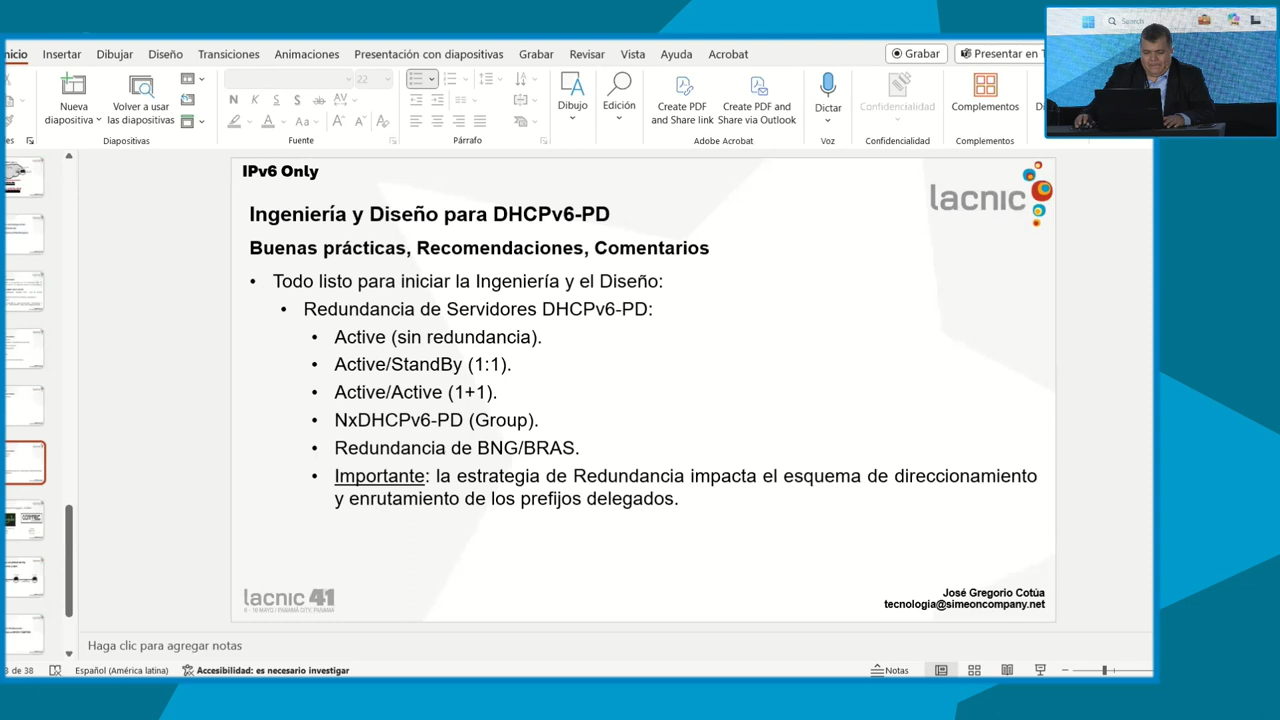 Search
nicio Insertar Dibujar Diseño Transiciones Animaciones Presentación con diapositivas Grabar Revisar Vista Ayuda Acrobat
Grabar
Presentar en T
22
Nueva diapositiva
Volver a usar las diapositivas
N K S S ab AV
A Aa A A A
Dibujo
Edición
Create PDF and Share link
Create PDF and Share via Outlook
Dictar
Confidencialidad
Complementos
Di
Diapositivas
Fuente
Párrafo
Adobe Acrobat
Voz
Confidencialidad
Complementos
IPv6 Only
lacnic
Ingeniería y Diseño para DHCPv6-PD
Buenas prácticas, Recomendaciones, Comentarios
• Todo listo para iniciar la Ingeniería y el Diseño:
• Redundancia de Servidores DHCPv6-PD:
• Active (sin redundancia).
• Active/StandBy (1:1).
• Active/Active (1+1).
• NxDHCPv6-PD (Group).
• Redundancia de BNG/BRAS.
• Importante: la estrategia de Redundancia impacta el esquema de direccionamiento
y enrutamiento de los prefijos delegados.
lacnic 41
José Gregorio Cotúa
tecnologia@simeoncompany.net
Haga clic para agregar notas
de 38
Español (América latina)
Accesibilidad: es necesario investigar
Notas